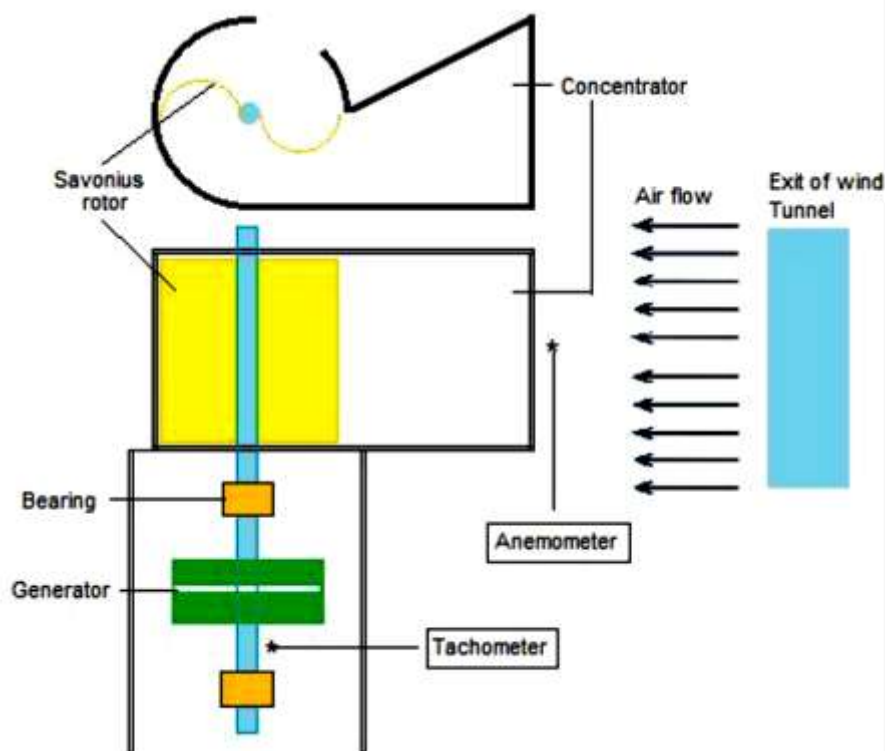 Concentrator
Savonius
rotor
Air flow
Exit of wind
Tunnel
Bearing
Anemometer
Generator
Tachometer